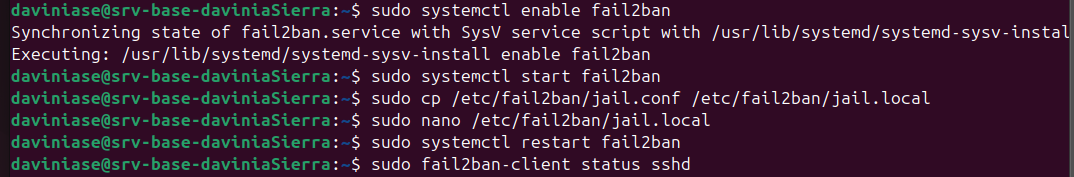 daviniase@srv-base-daviniaSierra:~$ sudo systemctl enable fail2ban
Synchronizing state of fail2ban.service with SysV service script with /usr/lib/systemd/systemd-sysv-instal
Executing: /usr/lib/systemd/systemd-sysv-install enable fail2ban
daviniase@srv-base-daviniaSierra:~$ sudo systemctl start fail2ban
daviniase@srv-base-daviniaSierra:~$ sudo cp /etc/fail2ban/jail.conf /etc/fail2ban/jail.local
daviniase@srv-base-daviniaSierra:~$ sudo nano /etc/fail2ban/jail.local
daviniase@srv-base-daviniaSierra:~$ sudo systemctl restart fail2ban
daviniase@srv-base-daviniaSierra:~$ sudo fail2ban-client status sshd